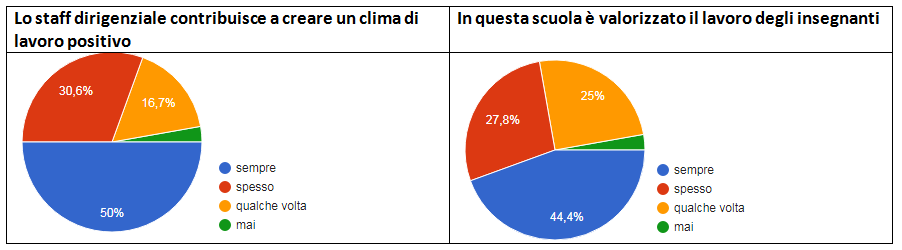 Lo staff dirigenziale contribuisce a creare un clima di
lavoro positivo
30,6%
16,7%
50%
sempre
spesso
qualche volta
mai
In questa scuola è valorizzato il lavoro degli insegnanti
25%
27,8%
44,4%
sempre
spesso
qualche volta
mai